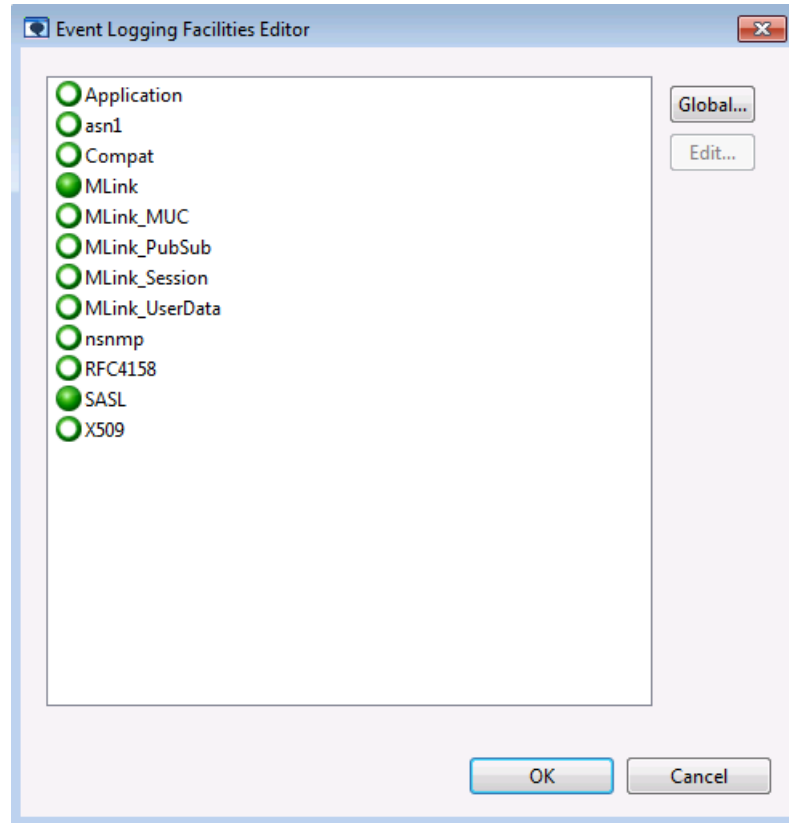 Event Logging Facilities Editor
Application
asn1
Compat
MLink
MLink_MUC
MLink_PubSub
MLink_Session
MLink_UserData
nsnmp
RFC4158
SASL
X509
Global...
Edit...
OK
Cancel